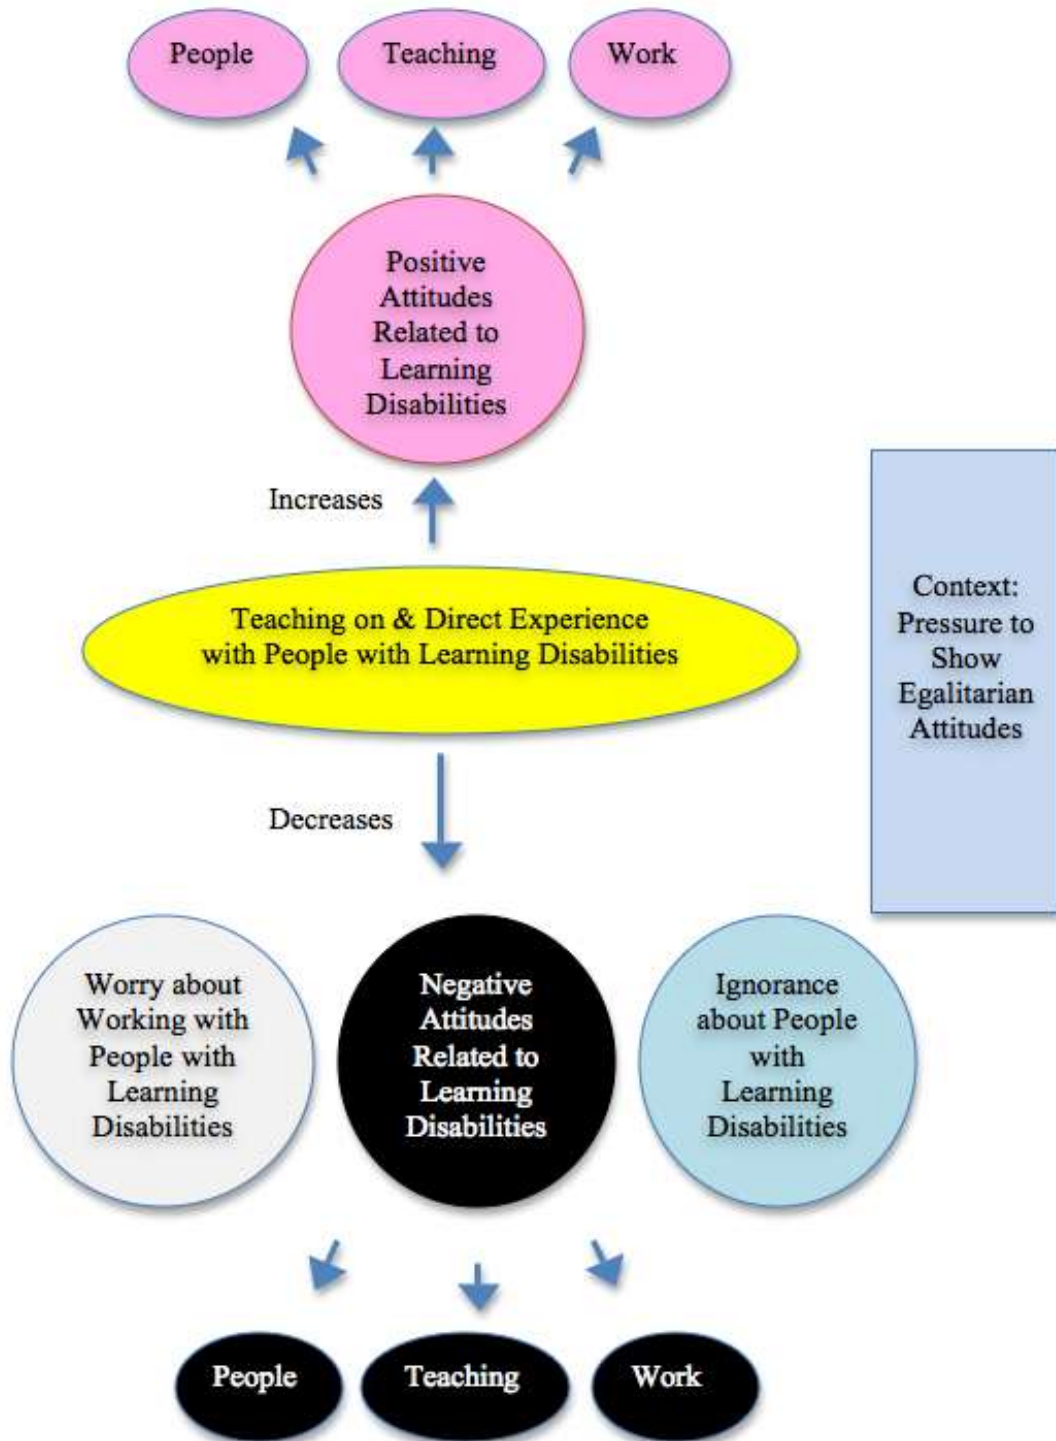 People
Teaching
Work
Positive
Attitudes
Related to
Learning
Disabilities
Increases
Teaching on & Direct Experience
with People with Learning Disabilities
Context:
Pressure to
Show
Egalitarian
Attitudes
Decreases
Worry about
Working with
People with
Learning
Disabilities
Negative
Attitudes
Related to
Learning
Disabilities
Ignorance
about People
with
Learning
Disabilities
People
Teaching
Work